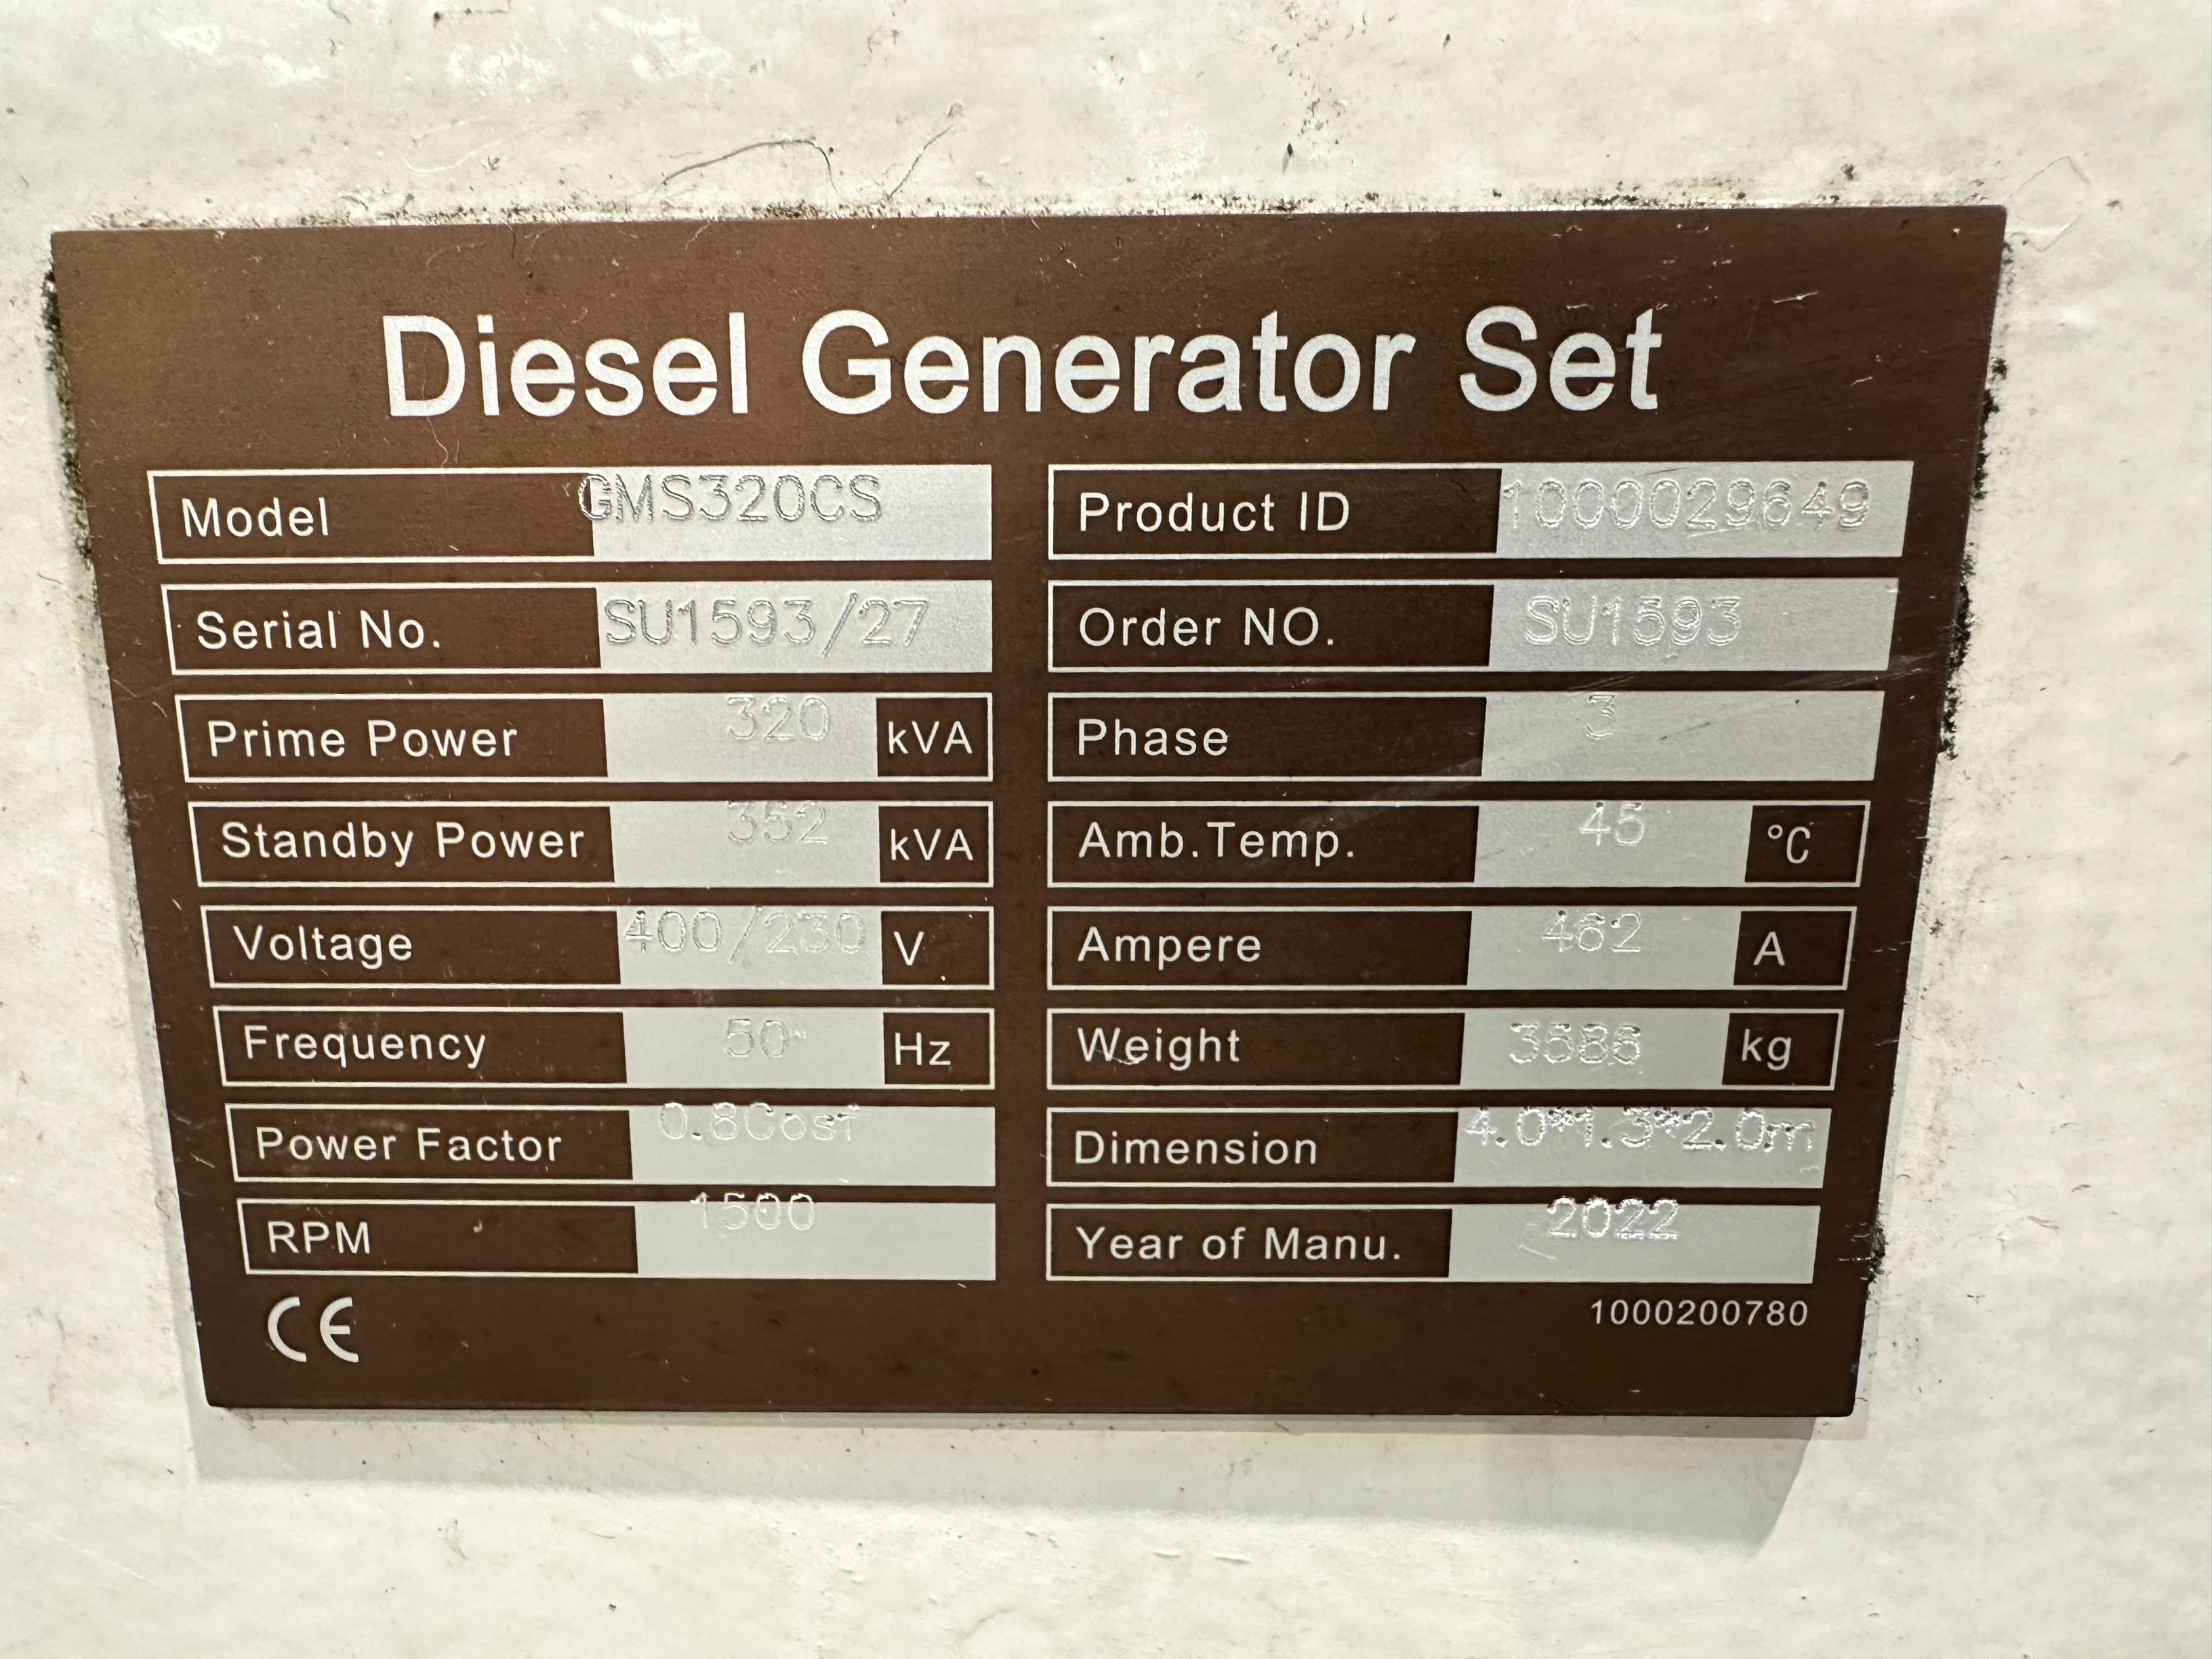 Diesel Generator Set
Model GMS320CS Product ID 1000029649
Serial No. SU1593/27 Order NO. SU1593
Prime Power 320 kVA Phase 3
Standby Power 352 kVA Amb.Temp. 45 °C
Voltage 400/230 V Ampere 462 A
Frequency 50 Hz Weight 3586 kg
Power Factor 0.8Cosf Dimension 4.0*1.3*2.0m
RPM 1500 Year of Manu. 2022
CE 1000200780